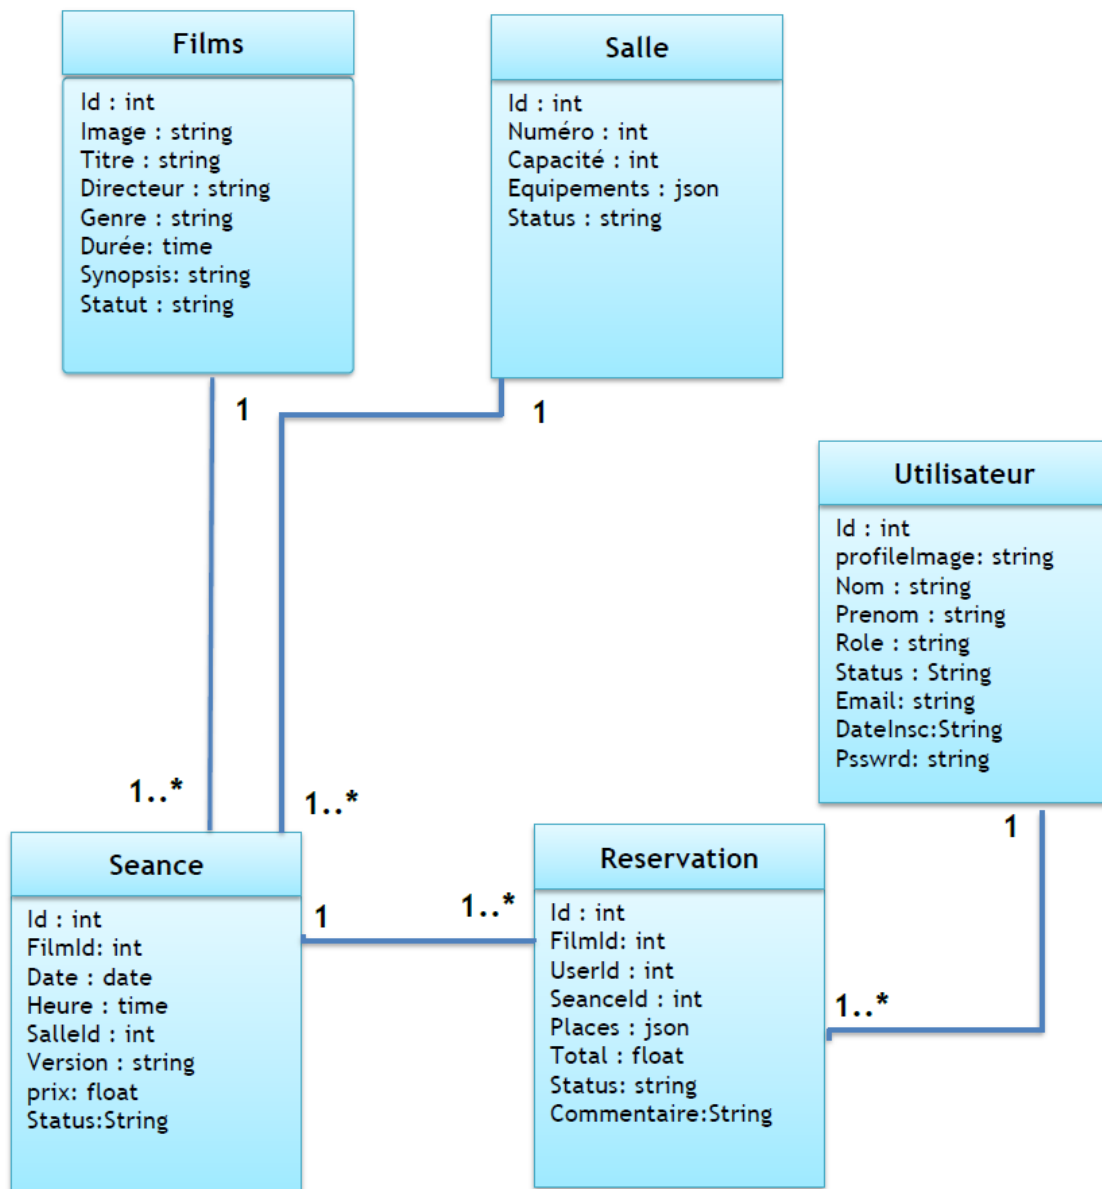 Films
Id : int
Image : string
Titre : string
Directeur : string
Genre : string
Durée: time
Synopsis: string
Statut : string
Salle
Id : int
Numéro : int
Capacité : int
Equipements : json
Status : string
1
1
Utilisateur
Id : int
profileImage: string
Nom : string
Prenom : string
Role : string
Status : String
Email: string
DateInsc:String
Psswrd: string
1
1..*
1..*
Seance
Id : int
FilmId: int
Date : date
Heure : time
SalleId : int
Version : string
prix: float
Status:String
1
1..*
Reservation
Id : int
FilmId: int
UserId : int
SeanceId : int
Places : json
Total : float
Status: string
Commentaire:String
1..*